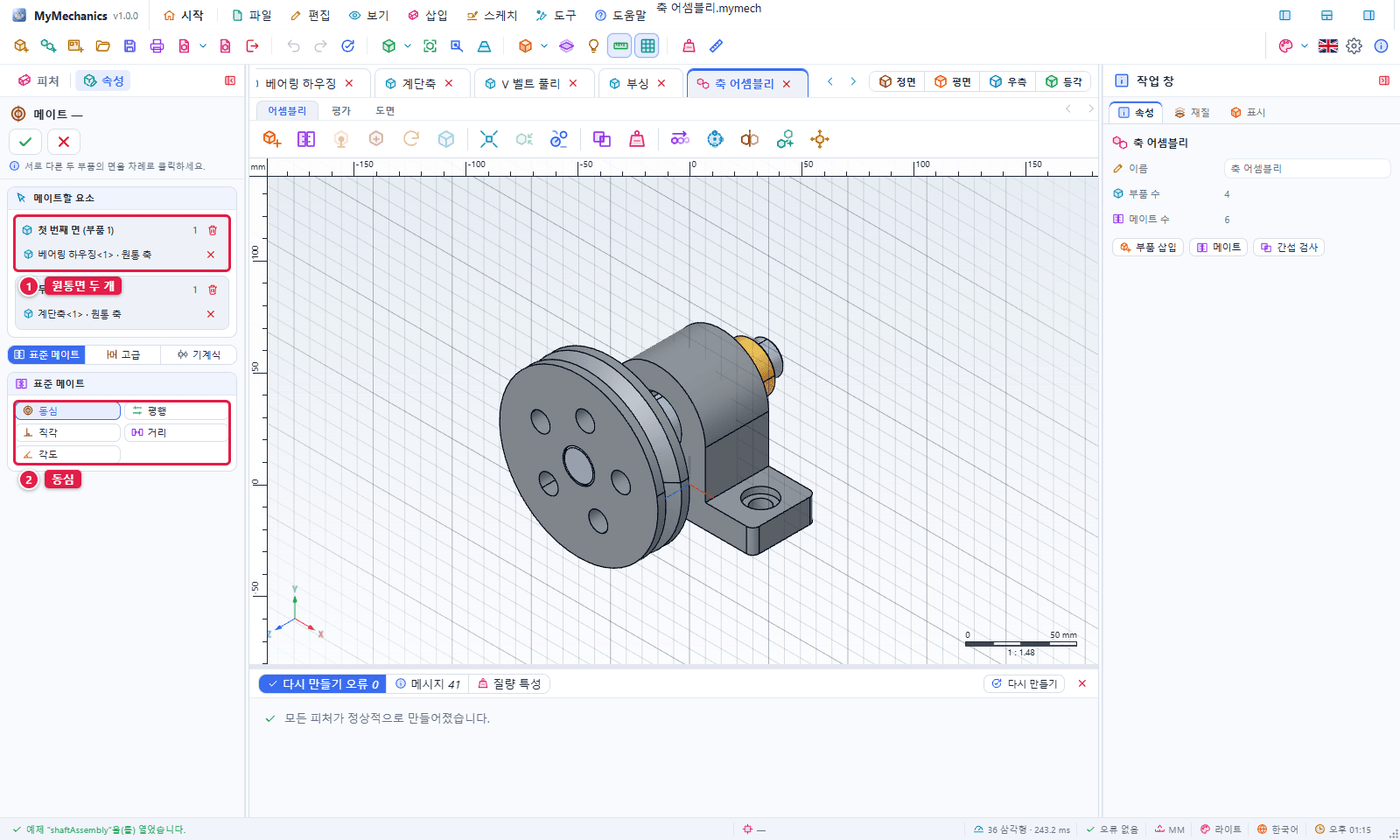 MyMechanics v1.0.0 시작 파일 편집 보기 삽입 스케치 도구 도움말 축 어셈블리.mymech
피처 속성
메이트 —
서로 다른 두 부품의 면을 차례로 클릭하세요.
메이트할 요소
첫 번째 면 (부품 1) 1
베어링 하우징<1> · 원통 축
1 원통면 두 개 1
계단축<1> · 원통 축
표준 메이트 고급 기계식
표준 메이트
동심 평행
직각 거리
각도
2 동심
베어링 하우징 계단축 V 벨트 풀리 부싱 축 어셈블리
정면 평면 우측 등각
어셈블리 평가 도면
mm -150 -100 -50 0 50 100 150
100
50
0
50
Y
Z X
0 50 mm
1 : 1.48
다시 만들기 오류 0 메시지 41 질량 특성 다시 만들기
모든 피처가 정상적으로 만들어졌습니다.
작업 창
속성 재질 표시
축 어셈블리
이름 축 어셈블리
부품 수 4
메이트 수 6
부품 삽입 메이트 간섭 검사
예제 "shaftAssembly"을(를) 열었습니다. — 36 삼각형 · 243.2 ms 오류 없음 MM 라이트 한국어 오후 01:15